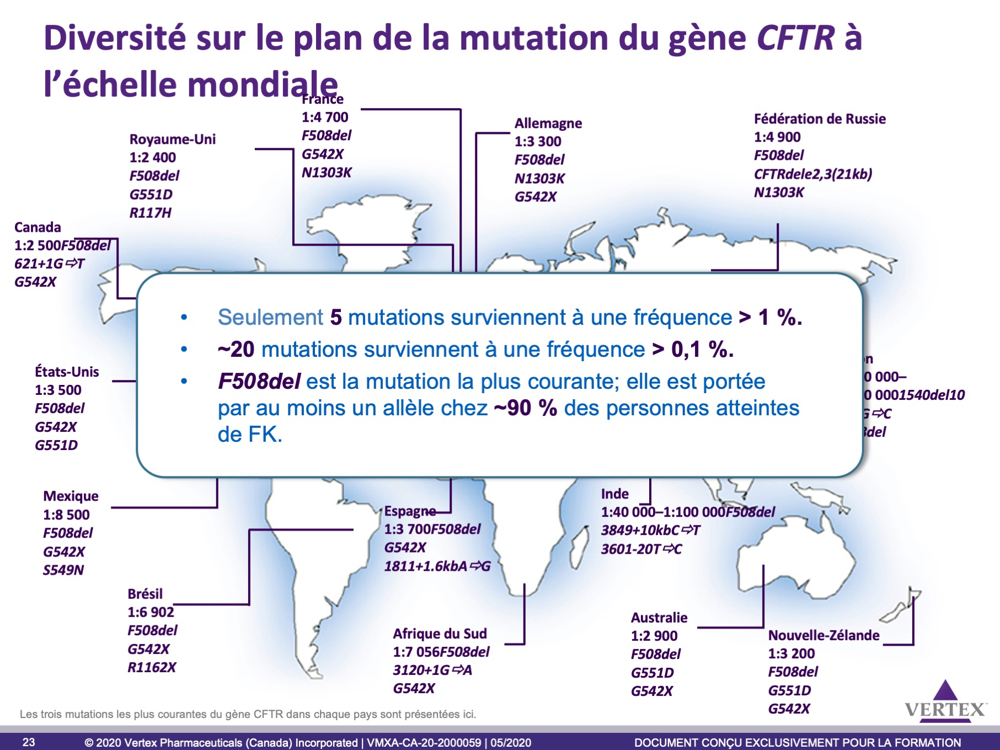 Diversité sur le plan de la mutation du gène CFTR à
l’échelle mondiale
France
1:4 700
F508del
G542X
N1303K
Allemagne
1:3 300
F508del
N1303K
G542X
Fédération de Russie
1:4 900
F508del
CFTRdele2,3(21kb)
N1303K
Royaume-Uni
1:2 400
F508del
G551D
R117H
Canada
1:2 500F508del
621+1G⇨T
G542X
• Seulement 5 mutations surviennent à une fréquence > 1 %.
• ~20 mutations surviennent à une fréquence > 0,1 %.
• F508del est la mutation la plus courante; elle est portée
par au moins un allèle chez ~90 % des personnes atteintes
de FK.
États-Unis
1:3 500
F508del
G542X
G551D
0 000–
0 0001540del10
G⇨C
del
Mexique
1:8 500
F508del
G542X
S549N
Espagne
1:3 700F508del
G542X
1811+1.6kbA⇨G
Inde
1:40 000–1:100 000F508del
3849+10kbC⇨T
3601-20T⇨C
Brésil
1:6 902
F508del
G542X
R1162X
Afrique du Sud
1:7 056F508del
3120+1G⇨A
G542X
Australie
1:2 900
F508del
G551D
G542X
Nouvelle-Zélande
1:3 200
F508del
G551D
G542X
VERTEX
Les trois mutations les plus courantes du gène CFTR dans chaque pays sont présentées ici.
23
© 2020 Vertex Pharmaceuticals (Canada) Incorporated | VMXA-CA-20-2000059 | 05/2020
DOCUMENT CONÇU EXCLUSIVEMENT POUR LA FORMATION